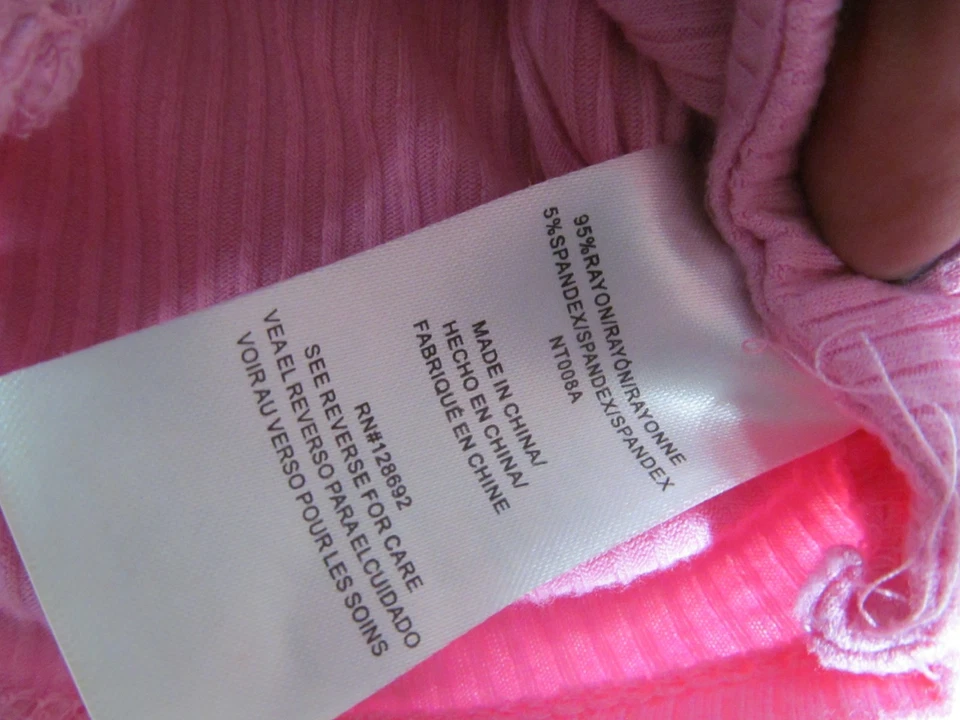 95%RAYON/RAYÓN/RAYONNE
5%SPANDEX/SPANDEX/SPANDEX
NT008A
MADE IN CHINA/
HECHO EN CHINA/
FABRIQUÉ EN CHINE
RN#128692
SEE REVERSE FOR CARE
VEA EL REVERSO PARA EL CUIDADO
VOIR AU VERSO POUR LES SOINS